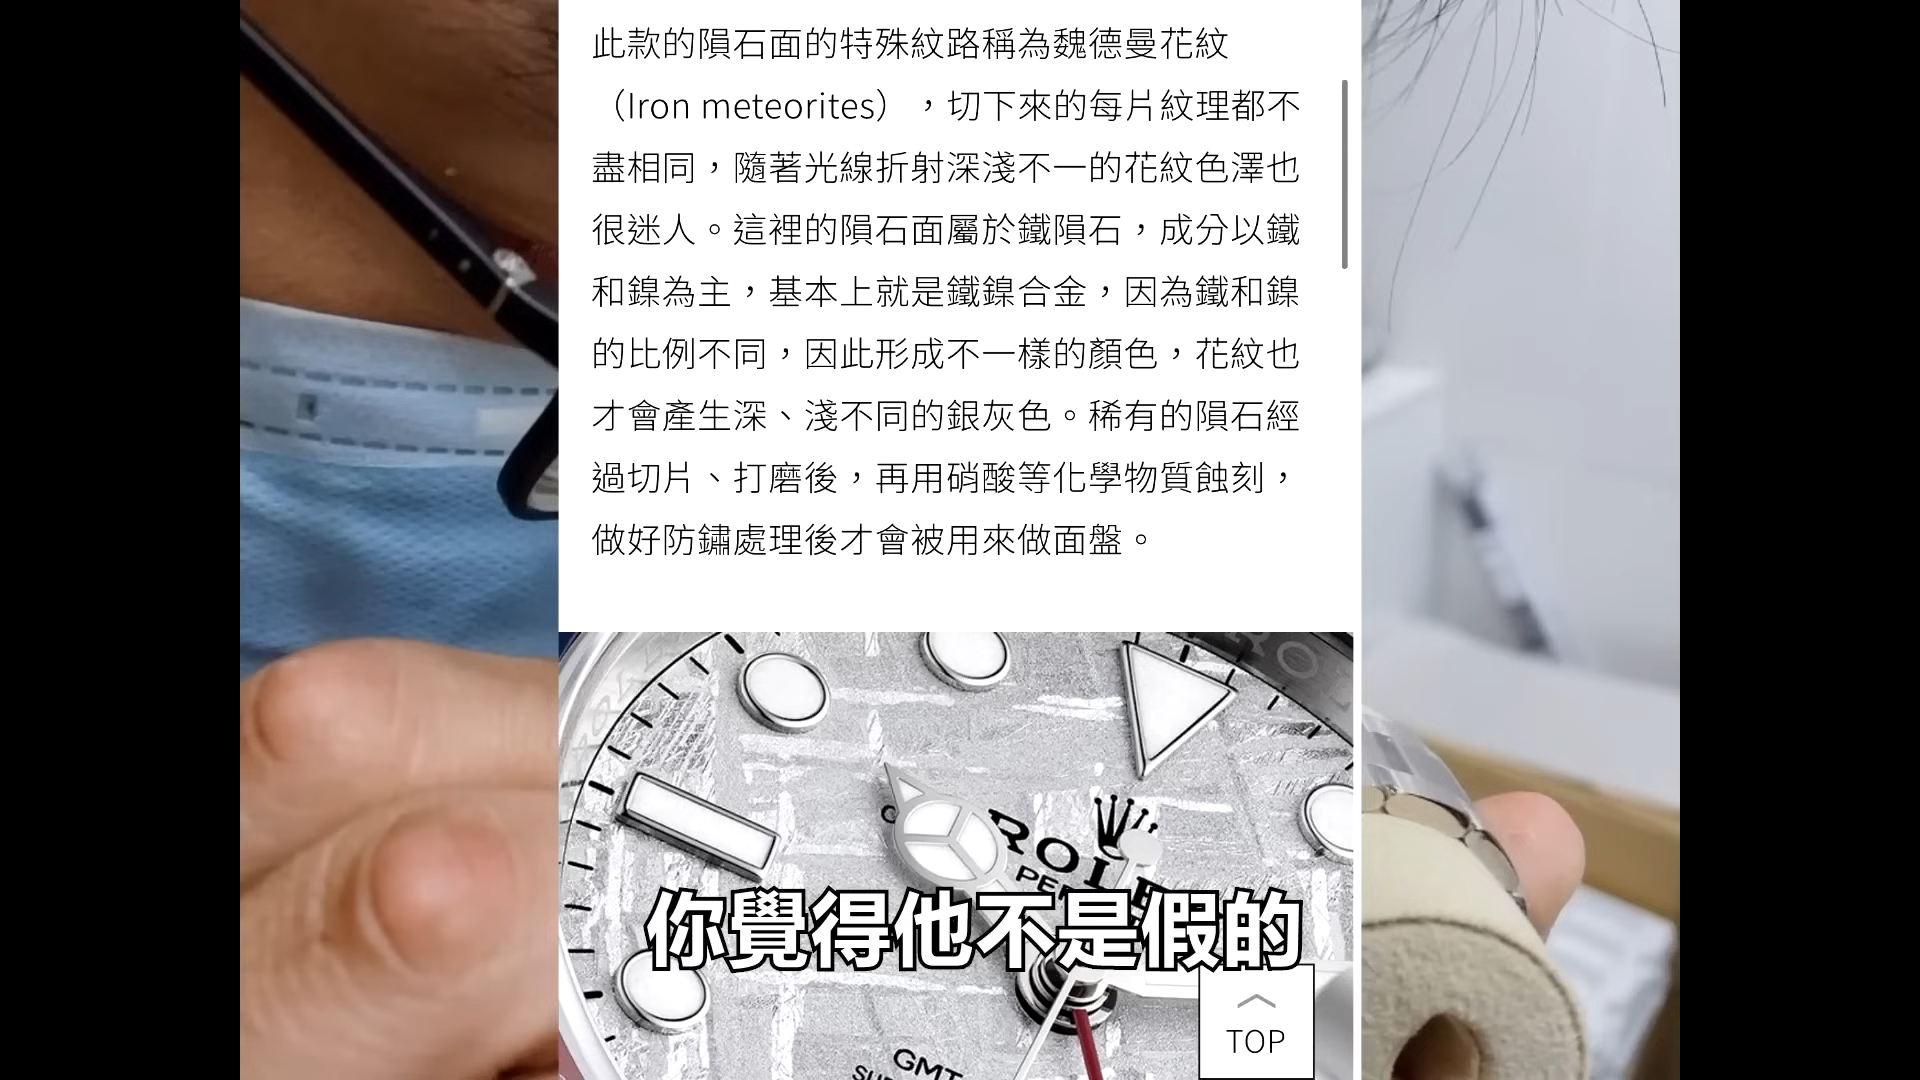 此款的隕石面的特殊紋路稱為魏德曼花紋
（Iron meteorites），切下來的每片紋理都不
盡相同，隨著光線折射深淺不一的花紋色澤也
很迷人。這裡的隕石面屬於鐵隕石，成分以鐵
和鎳為主，基本上就是鐵鎳合金，因為鐵和鎳
的比例不同，因此形成不一樣的顏色，花紋也
才會產生深、淺不同的銀灰色。稀有的隕石經
過切片、打磨後，再用硝酸等化學物質蝕刻，
做好防鏽處理後才會被用來做面盤。
你覺得他不是假的
TOP
GMT